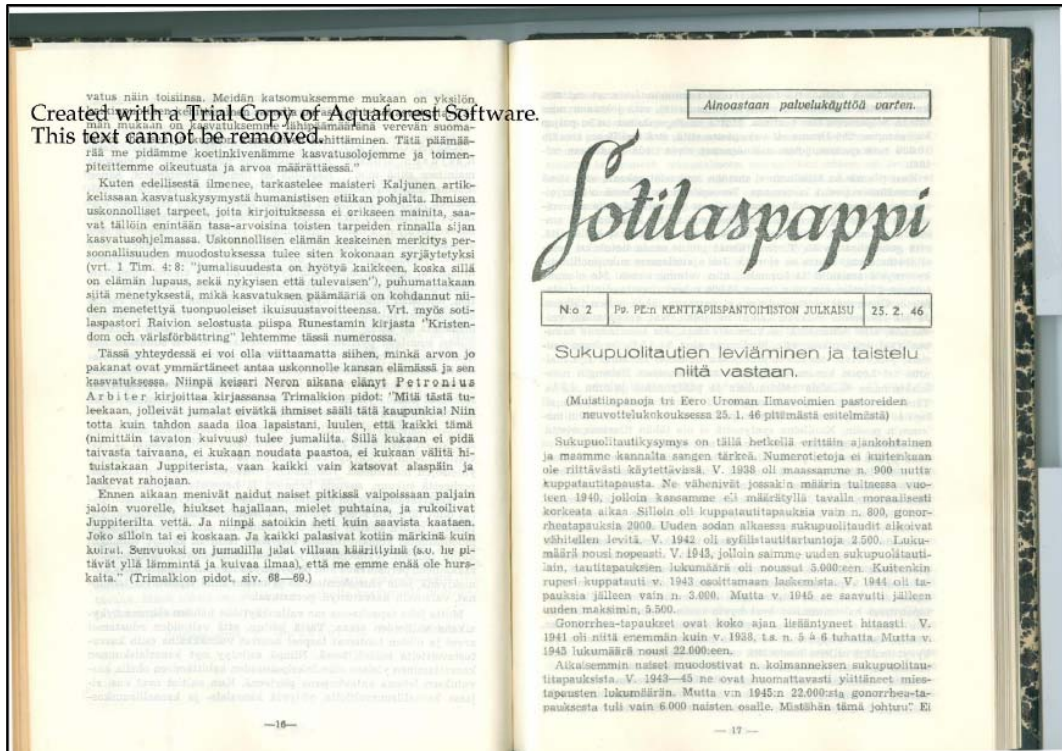 vatus näin toisiinsa. Meidän katsomuksemme mukaan on yksilön
Created with a Trial Copy of Aquaforest Software.
män mukaan on kasvatuksemme lähipäämääränä verevän suoma-
This text cannot be removed.
hittäminen. Tätä päämää-
rää me pidämme koetinkivenämme kasvatusolojemme ja toimen-
piteittemme oikeutusta ja arvoa määrättäessä."
Kuten edellisestä ilmenee, tarkastelee maisteri Kaljunen artik-
kelissaan kasvatuskysymystä humanistisen etiikan pohjalta. Ihmisen
uskonnolliset tarpeet, joita kirjoituksessa ei erikseen mainita, saa-
vat tällöin enintään tasa-arvoisina toisten tarpeiden rinnalla sijan
kasvatusohjelmassa. Uskonnollisen elämän keskeinen merkitys per-
soonallisuuden muodostuksessa tulee siten kokonaan syrjäytetyksi
(vrt. 1 Tim. 4: 8: "jumalisuudesta on hyötyä kaikkeen, koska sillä
on elämän lupaus, sekä nykyisen että tulevaisen"), puhumattakaan
siitä menetyksestä, mikä kasvatuksen päämääriä on kohdannut nii-
den menetettyä tuonpuoleiset ikuisuustavoitteensa. Vrt. myös soti-
laspastori Raivion selostusta piispa Runestamin kirjasta "Kristen-
dom och världsförbättring" lehtemme tässä numerossa.
Tässä yhteydessä ei voi olla viittaamatta siihen, minkä arvon jo
pakanat ovat ymmärtäneet antaa uskonnolle kansan elämässä ja sen
kasvatuksessa. Niinpä keisari Neron aikana elänyt Petronius
Arbiter kirjoittaa kirjassansa Trimalkion pidot: "Mitä tästä tu-
leekaan, jolleivät jumalat eivätkä ihmiset sääli tätä kaupunkia! Niin
totta kuin tahdon saada iloa lapsistani, luulen, että kaikki tämä
(nimittäin tavaton kuivuus) tulee jumalilta. Sillä kukaan ei pidä
taivasta taivaana, ei kukaan noudata paastoa, ei kukaan välitä hi-
tuistakaan Juppiterista, vaan kaikki vain katsovat alaspäin ja
laskevat rahojaan.
Ennen aikaan menivät naidut naiset pitkissä vaipoissaan paljain
jaloin vuorelle, hiukset hajallaan, mielet puhtaina, ja rukoilivat
Juppiterilta vettä. Ja niinpä satoikin heti kuin saavista kaataen.
Joko silloin tai ei koskaan. Ja kaikki palasivat kotiin märkinä kuin
koirat. Senvuoksi on jumalilla jalat villaan käärittyinä (s.o. he pi-
tävät yllä lämmintä ja kuivaa ilmaa), että me emme enää ole hurs-
kaita." (Trimalkion pidot, siv. 68—69.)
—16—
Ainoastaan palvelukäyttöä varten.
Sotilaspappi
N:o 2 Pv. PE:n KENTTÄPIISPANTOIMISTON JULKAISU 25. 2. 46
Sukupuolitautien leviäminen ja taistelu
niitä vastaan.
(Muistiinpanoja tri Eero Uroman Ilmavoimien pastoreiden
neuvottelukokouksessa 25. 1. 46 pitämästä esitelmästä)
Sukupuolitautikysymys on tällä hetkellä erittäin ajankohtainen
ja maamme kannalta sangen tärkeä. Numerotietoja ei kuitenkaan
ole riittävästi käytettävissä. V. 1938 oli maassamme n. 900 uutta
kuppatautitapausta. Ne vähenivät jossakin määrin tultaessa vuo-
teen 1940, jolloin kansamme eli määrätyllä tavalla moraalisesti
korkeata aikaa. Silloin oli kuppatautitapauksia vain n. 800, gonor-
rheatapauksia 2000. Uuden sodan alkaessa sukupuolitaudit alkoivat
vähitellen levitä. V. 1942 oli syfilistautitartuntoja 2.500. Luku-
määrä nousi nopeasti. V. 1943, jolloin saimme uuden sukupuolitauti-
lain, tautitapauksien lukumäärä oli noussut 5.000:een. Kuitenkin
rupesi kuppatauti v. 1943 osoittamaan laskemista. V. 1944 oli ta-
pauksia jälleen vain n. 3.000. Mutta v. 1945 se saavutti jälleen
uuden maksimin, 5.500.
Gonorrhea-tapaukset ovat koko ajan lisääntyneet hitaasti. V.
1941 oli niitä enemmän kuin v. 1938, t.s. n. 5 à 6 tuhatta. Mutta v.
1945 lukumäärä nousi 22.000:een.
Aikaisemmin naiset muodostivat n. kolmanneksen sukupuolitau-
titapauksista. V. 1943—45 ne ovat huomattavasti ylittäneet mies-
tapausten lukumäärän. Mutta v:n 1945:n 22.000:sta gonorrhea-ta-
pauksesta tuli vain 6.000 naisten osalle. Mistähän tämä johtuu? Ei
— 17 —